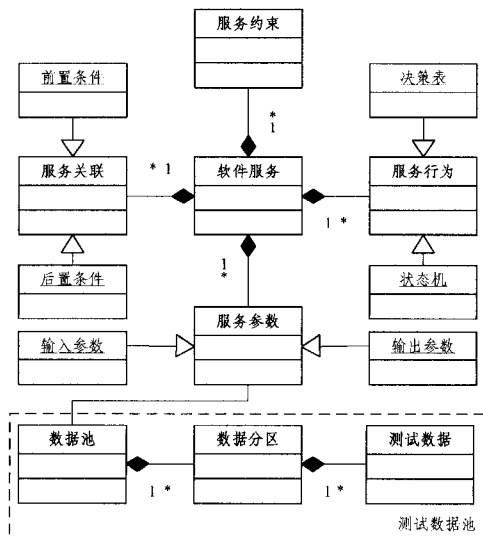 服务约束
前置条件
决策表
*
1
服务关联
* 1
软件服务
服务行为
1 *
后置条件
1
*
状态机
服务参数
输入参数
输出参数
数据池
数据分区
测试数据
1 *
1 *
测试数据池